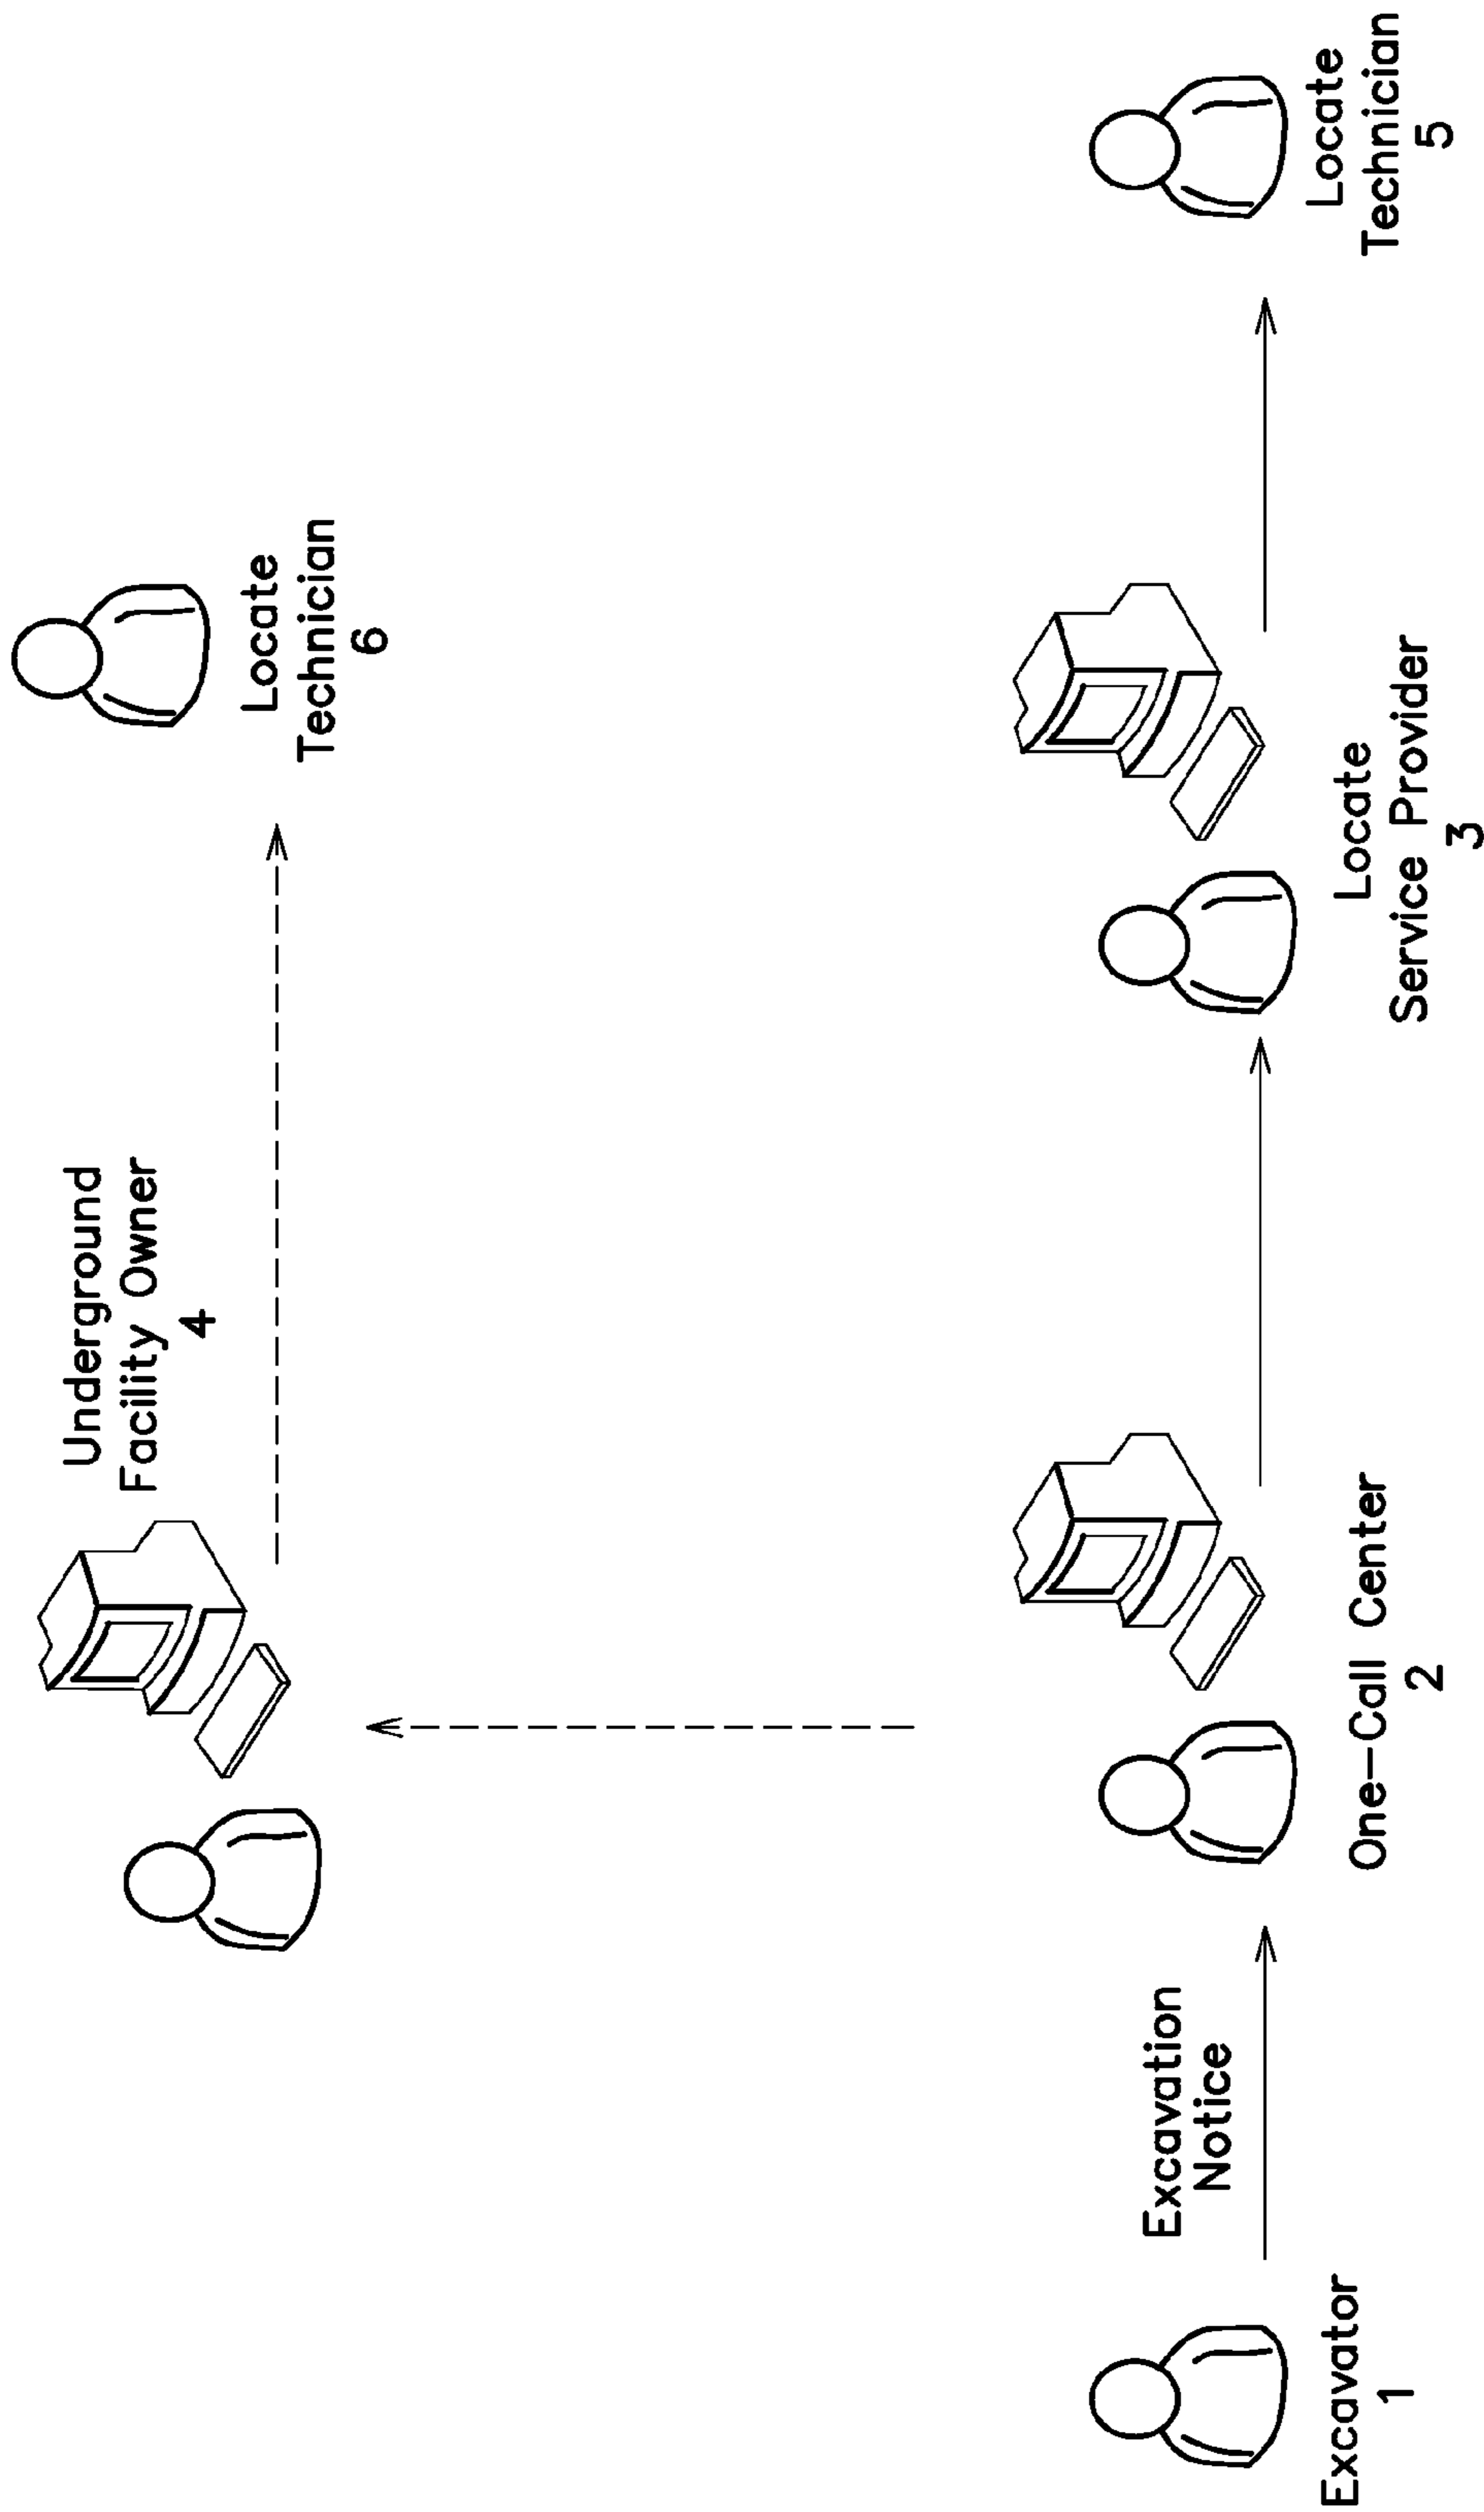 Underground
Facility Owner
4
Locate
Technician
6
Excavation
Notice
Excavator
1
One-Call Center
2
Locate
Service Provider
3
Locate
Technician
5